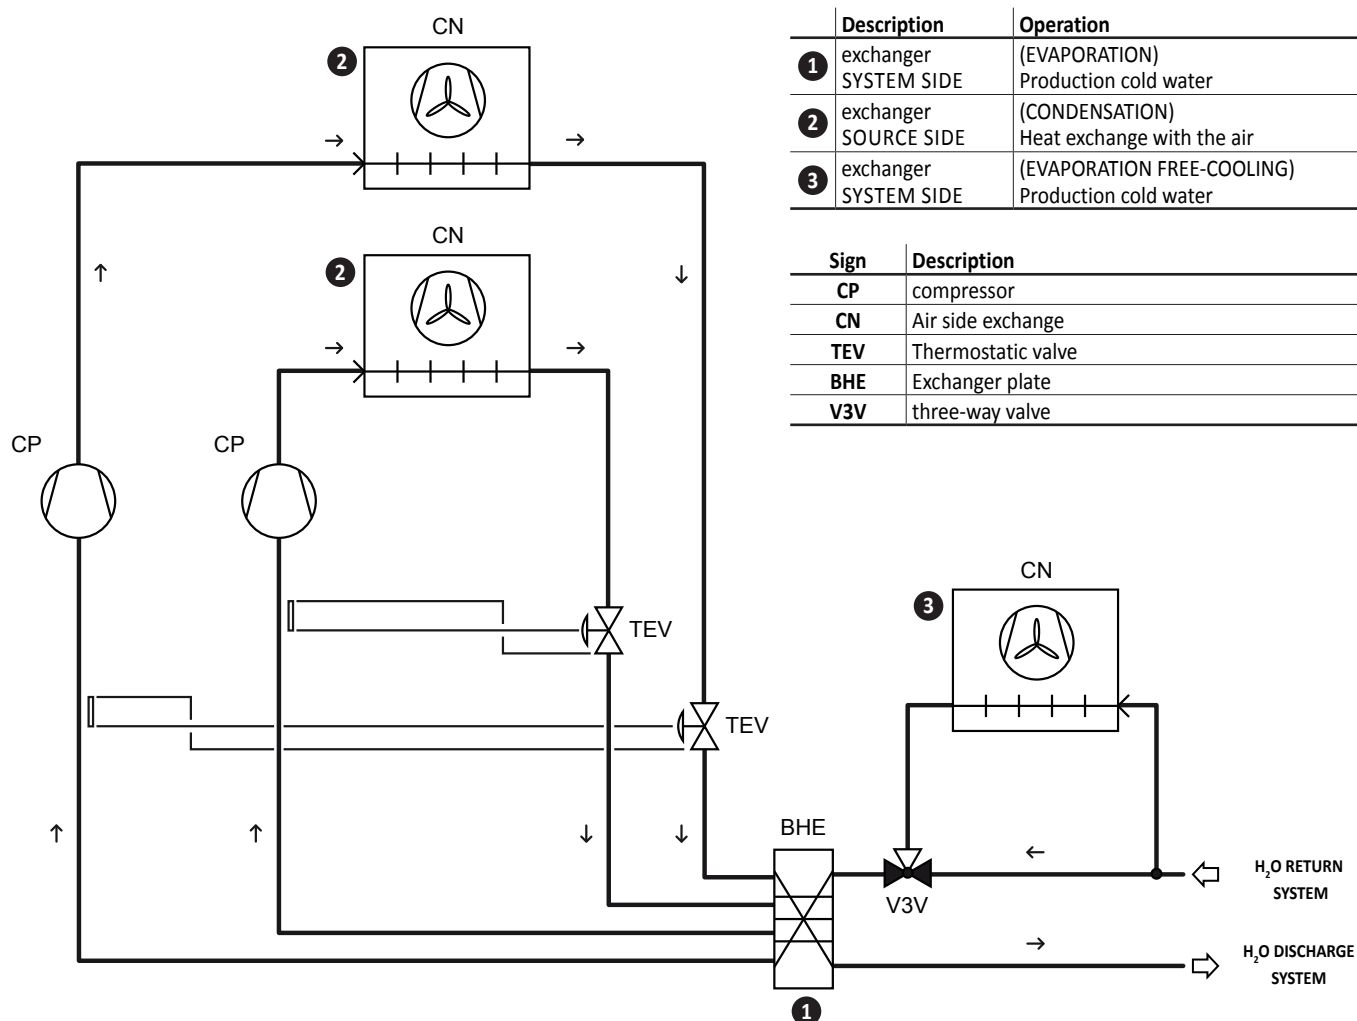 CN
2
CN
2
CP
CP
TEV
TEV
BHE
1
Description Operation
1 exchanger SYSTEM SIDE (EVAPORATION) Production cold water
2 exchanger SOURCE SIDE (CONDENSATION) Heat exchange with the air
3 exchanger SYSTEM SIDE (EVAPORATION FREE-COOLING) Production cold water
Sign Description
CP compressor
CN Air side exchange
TEV Thermostatic valve
BHE Exchanger plate
V3V three-way valve
CN
3
V3V
H₂O RETURN
SYSTEM
H₂O DISCHARGE
SYSTEM